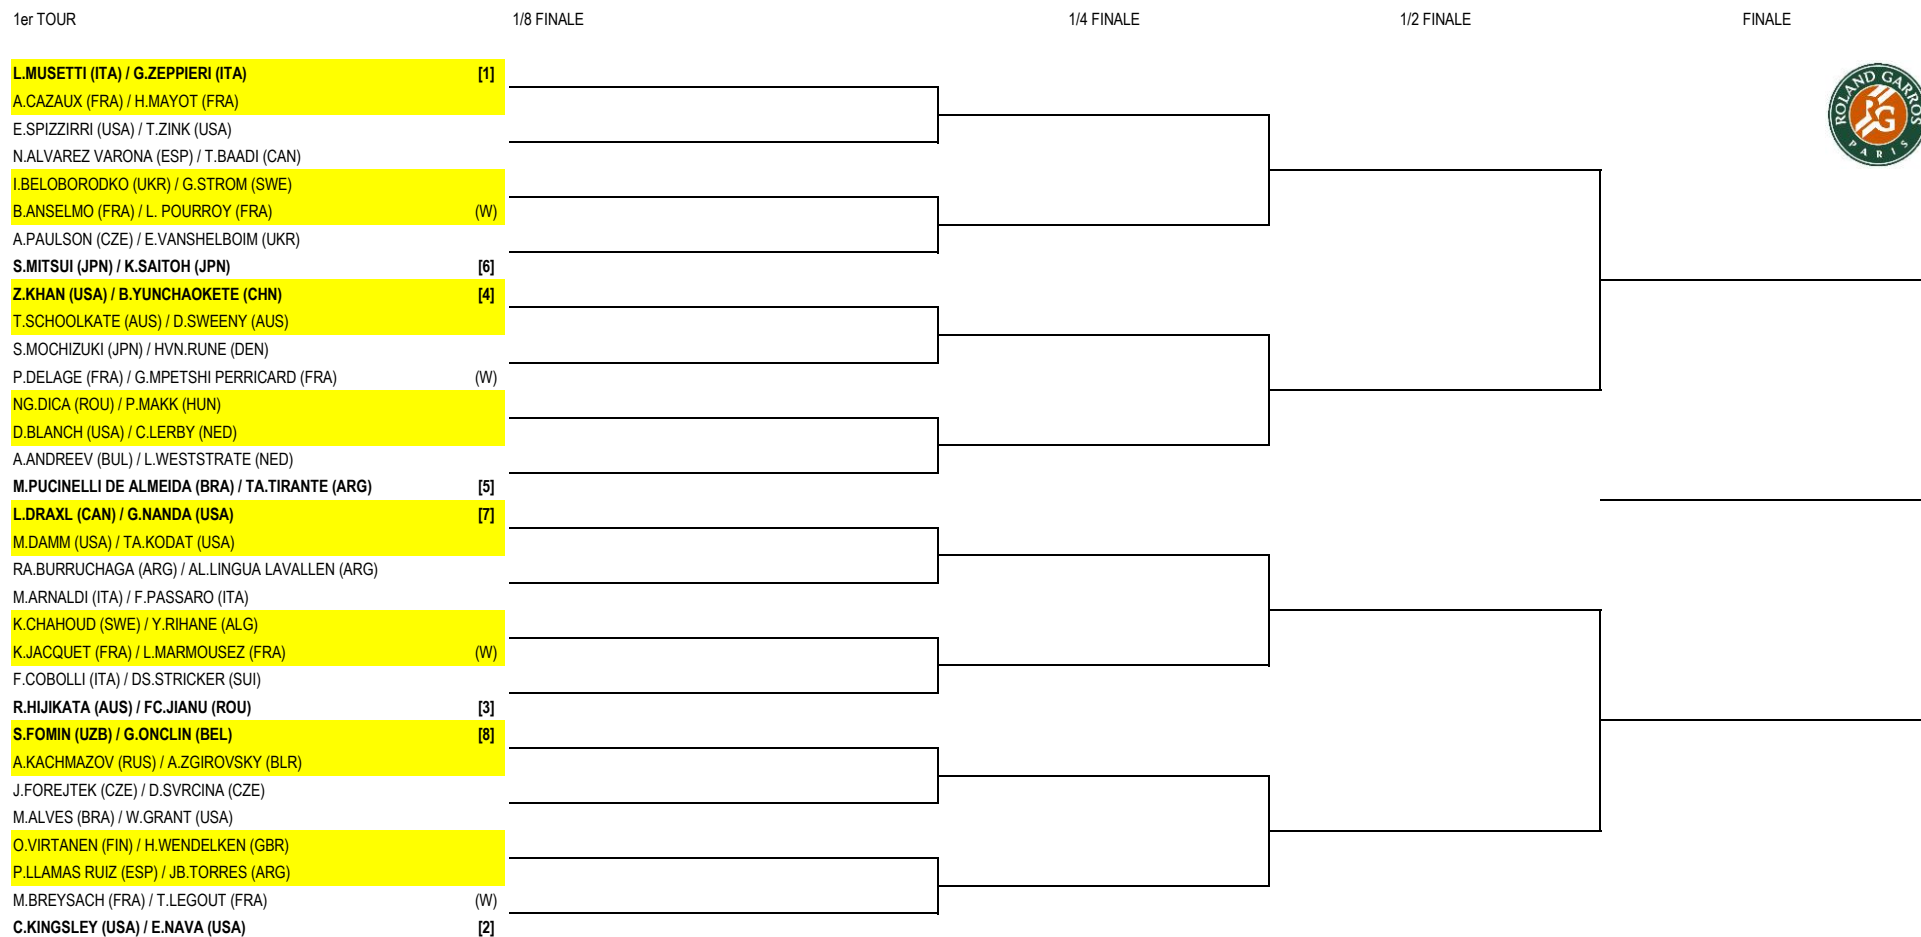 1er TOUR 1/8 FINALE 1/4 FINALE 1/2 FINALE FINALE
L.MUSETTI (ITA) / G.ZEPPIERI (ITA) [1]
A.CAZAUX (FRA) / H.MAYOT (FRA)
E.SPIZZIRRI (USA) / T.ZINK (USA)
N.ALVAREZ VARONA (ESP) / T.BAADI (CAN)
I.BELOBORODKO (UKR) / G.STROM (SWE)
B.ANSELMO (FRA) / L. POURROY (FRA) (W)
A.PAULSON (CZE) / E.VANSHELBOIM (UKR)
S.MITSUI (JPN) / K.SAITOH (JPN) [6]
Z.KHAN (USA) / B.YUNCHAOKETE (CHN) [4]
T.SCHOOLKATE (AUS) / D.SWEENY (AUS)
S.MOCHIZUKI (JPN) / HVN.RUNE (DEN)
P.DELAGE (FRA) / G.MPETSHI PERRICARD (FRA) (W)
NG.DICA (ROU) / P.MAKK (HUN)
D.BLANCH (USA) / C.LERBY (NED)
A.ANDREEV (BUL) / L.WESTSTRATE (NED)
M.PUCINELLI DE ALMEIDA (BRA) / TA.TIRANTE (ARG) [5]
L.DRAXL (CAN) / G.NANDA (USA) [7]
M.DAMM (USA) / TA.KODAT (USA)
RA.BURRUCHAGA (ARG) / AL.LINGUA LAVALLEN (ARG)
M.ARNALDI (ITA) / F.PASSARO (ITA)
K.CHAHOUD (SWE) / Y.RIHANE (ALG)
K.JACQUET (FRA) / L.MARMOUSEZ (FRA) (W)
F.COBOLLI (ITA) / DS.STRICKER (SUI)
R.HIJIKATA (AUS) / FC.JIANU (ROU) [3]
S.FOMIN (UZB) / G.ONCLIN (BEL) [8]
A.KACHMAZOV (RUS) / A.ZGIROVSKY (BLR)
J.FOREJTEK (CZE) / D.SVRCINA (CZE)
M.ALVES (BRA) / W.GRANT (USA)
O.VIRTANEN (FIN) / H.WENDELKEN (GBR)
P.LLAMAS RUIZ (ESP) / JB.TORRES (ARG)
M.BREYSACH (FRA) / T.LEGOUT (FRA) (W)
C.KINGSLEY (USA) / E.NAVA (USA) [2]
ROLAND GARROS
RG
PARIS